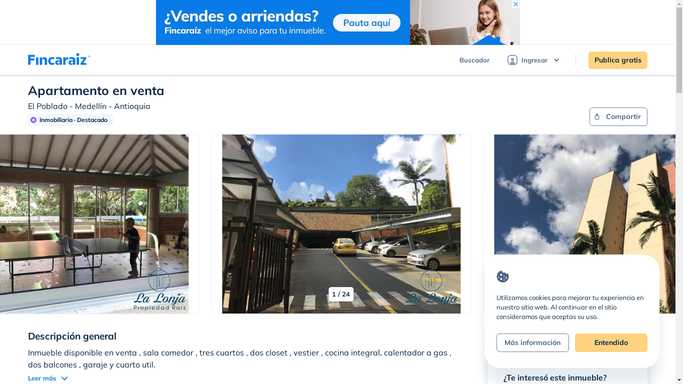 ¿Vendes o arriendas?
Fincaraíz el mejor aviso para tu inmueble.
Pauta aquí
Fincaraíz
Buscador
Ingresar
Publica gratis
Apartamento en venta
El Poblado - Medellín - Antioquia
Inmobiliaria · Destacado
Compartir
La Lonja
Propiedad Raíz
1 / 24
La Lonja
Utilizamos cookies para mejorar tu experiencia en
nuestro sitio web. Al continuar en el sitio
consideramos que aceptas su uso.
Más información
Entendido
Descripción general
Inmueble disponible en venta , sala comedor , tres cuartos , dos closet , vestier , cocina integral, calentador a gas ,
dos balcones , garaje y cuarto util.
Leer más
¿Te interesó este inmueble?